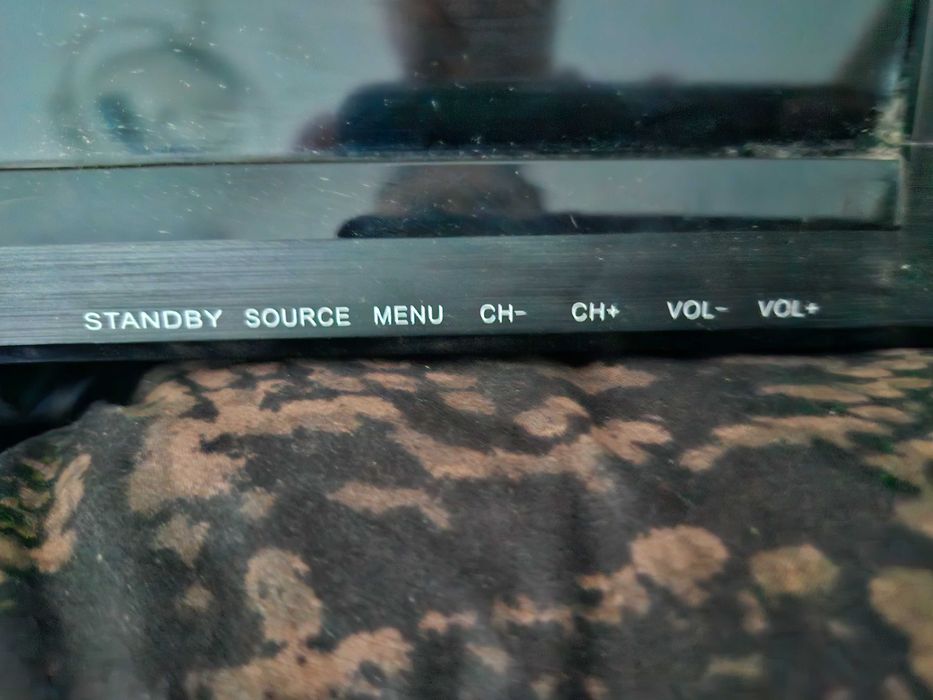 STANDBY SOURCE MENU CH- CH+ VOL- VOL+